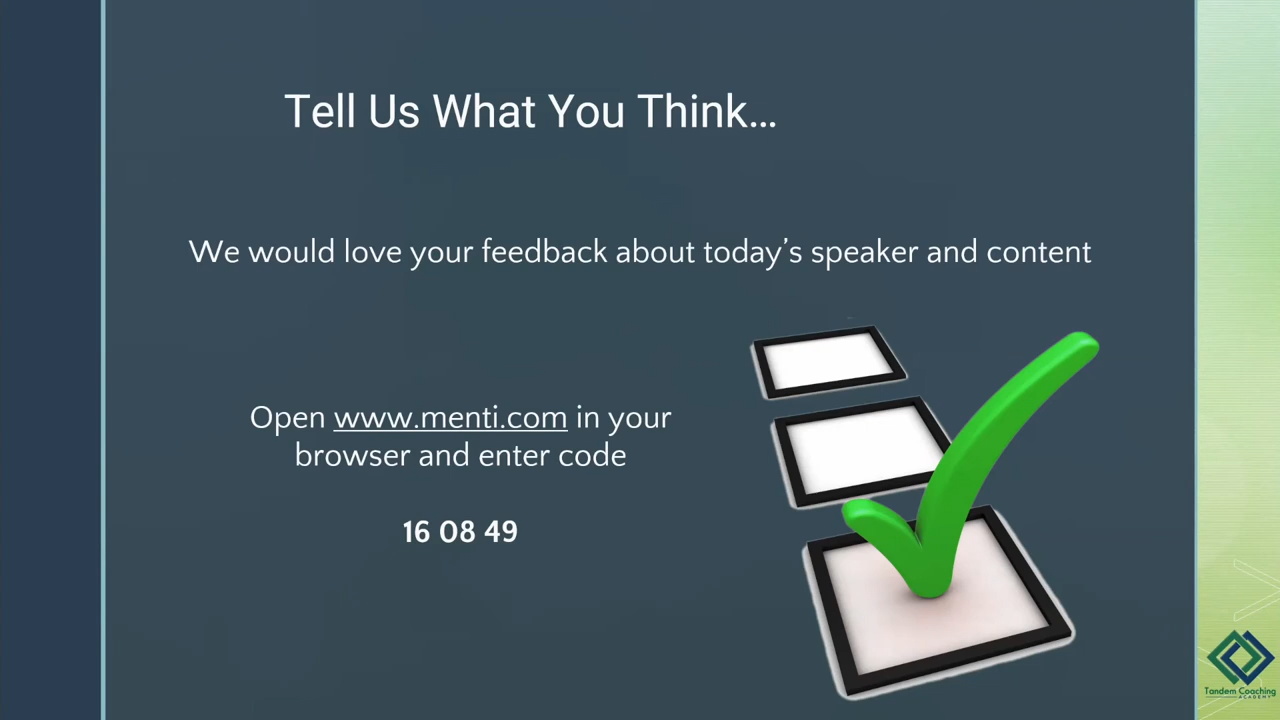 Tell Us What You Think...
We would love your feedback about today’s speaker and content
Open www.menti.com in your
browser and enter code
16 08 49
Tandem Coaching
ACADEMY